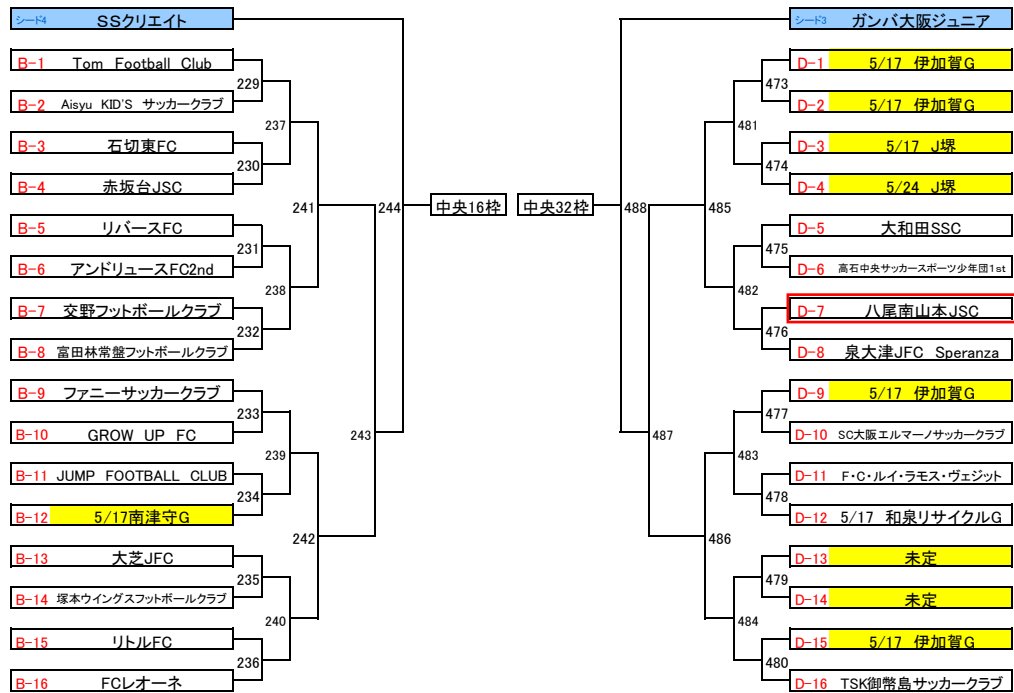 シード4 SSクリエイト
B-1 Tom Football Club
229
B-2 Aisyu KID'S サッカークラブ
237
B-3 石切東FC
230
B-4 赤坂台JSC
241
B-5 リバースFC
231
B-6 アンドリュースFC2nd
238
B-7 交野フットボールクラブ
232
B-8 富田林常盤フットボールクラブ
244
中央16枠
B-9 ファニーサッカークラブ
233
B-10 GROW UP FC
243
239
B-11 JUMP FOOTBALL CLUB
234
B-12 5/17南津守G
242
B-13 大芝JFC
235
B-14 塚本ウイングスフットボールクラブ
240
B-15 リトルFC
236
B-16 FCレオーネ
シード3 ガンバ大阪ジュニア
D-1 5/17 伊加賀G
473
D-2 5/17 伊加賀G
481
D-3 5/17 J堺
474
D-4 5/24 J堺
中央32枠
488
485
D-5 大和田SSC
475
D-6 高石中央サッカースポーツ少年団1st
482
D-7 八尾南山本JSC
476
D-8 泉大津JFC Speranza
D-9 5/17 伊加賀G
477
D-10 SC大阪エルマーノサッカークラブ
487
483
D-11 F・C・ルイ・ラモス・ヴェジット
478
D-12 5/17 和泉リサイクルG
486
D-13 未定
479
D-14 未定
484
D-15 5/17 伊加賀G
480
D-16 TSK御幣島サッカークラブ